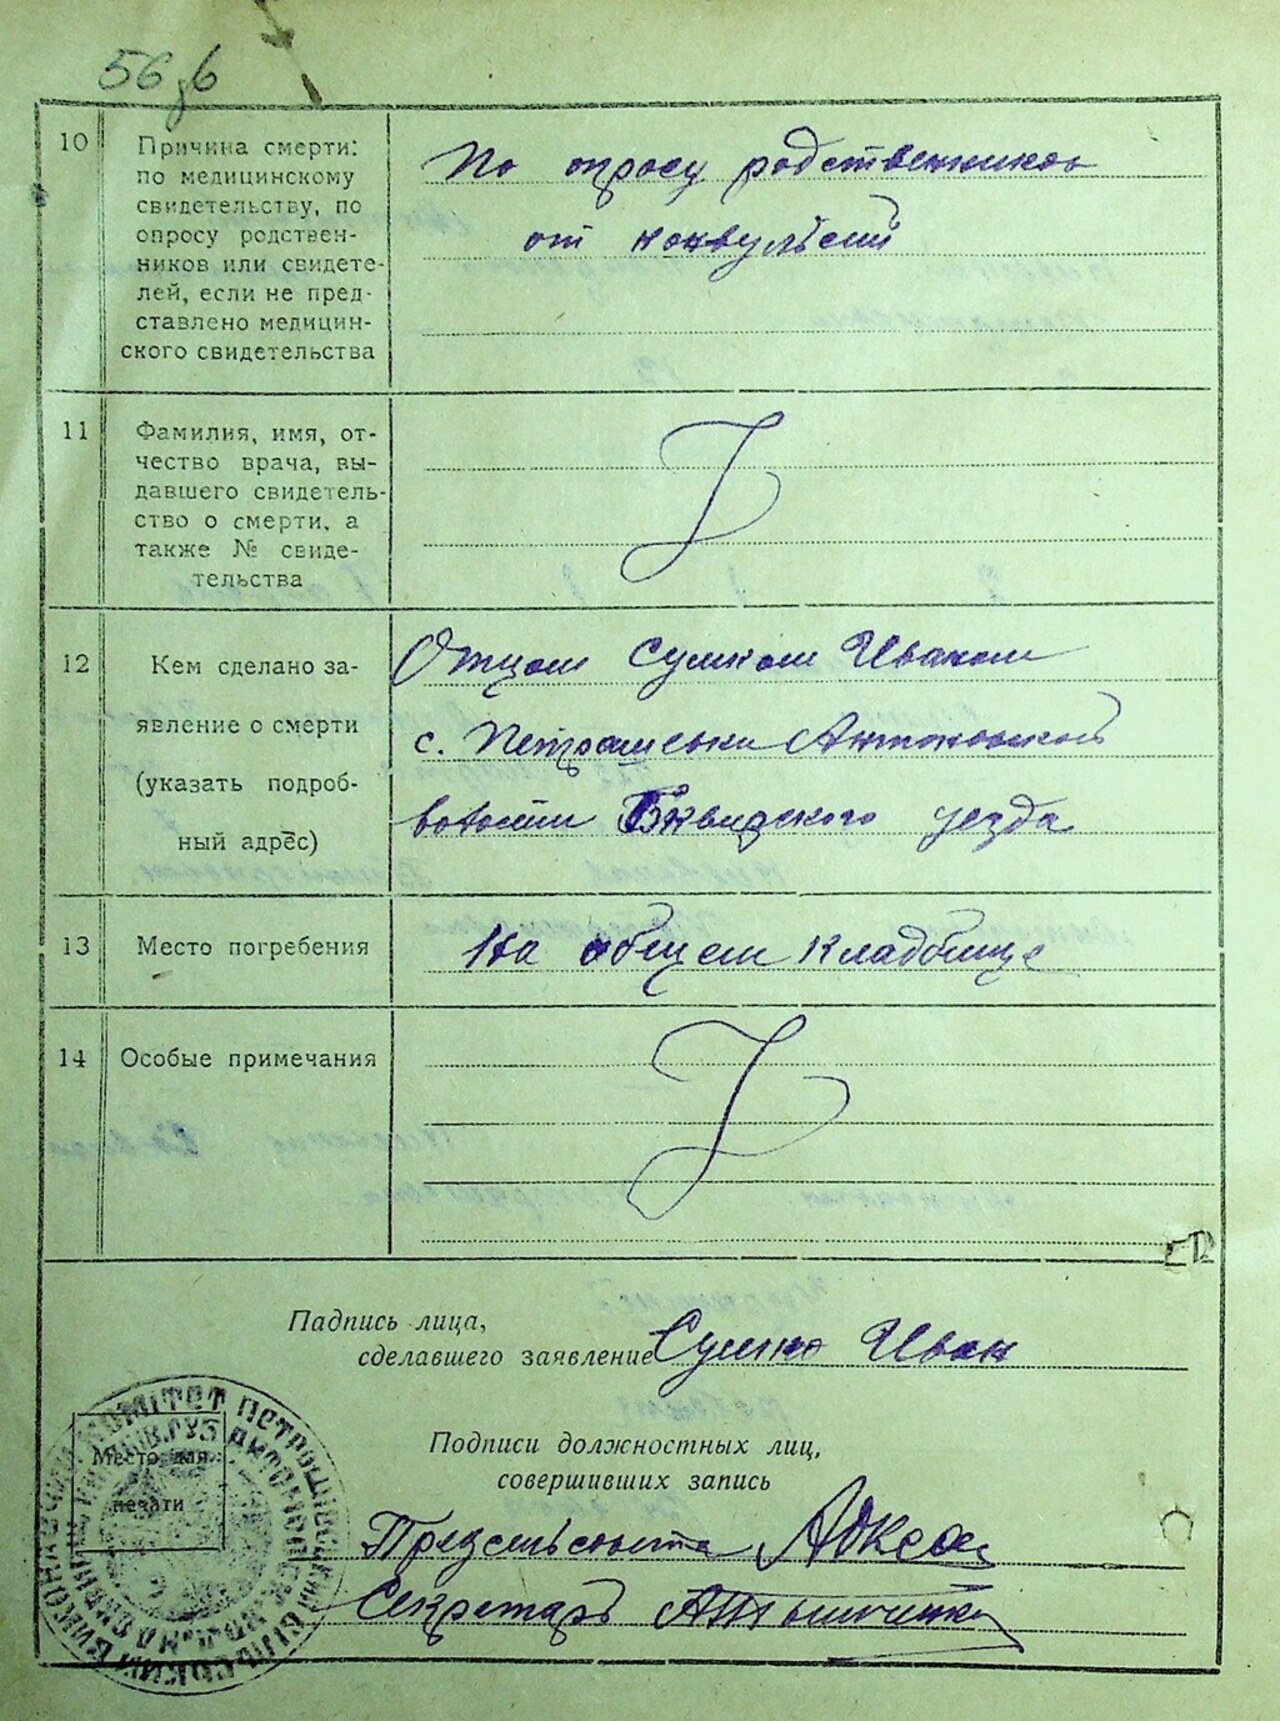 10
Причина смерти:
по медицинскому
свидетельству, по
опросу родствен-
ников или свидете-
лей, если не пред-
ставлено медицин-
ского свидетельства
По опросу родственников
от конвульсий
11
Фамилия, имя, от-
чество врача, вы-
давшего свидетель-
ство о смерти, а
также № свиде-
тельства
12
Кем сделано за-
явление о смерти
(указать подроб-
ный адрес)
Отцом Сумком Иваном
с. Петрашевки Антоновской
волости Сквирского уезда
13
Место погребения
На общем кладбище
14
Особые примечания
Падпись лица,
сделавшего заявление Сумко Иван
Место для
печати
Подписи должностных лиц,
совершивших запись
Предсельсовета
Секретарь